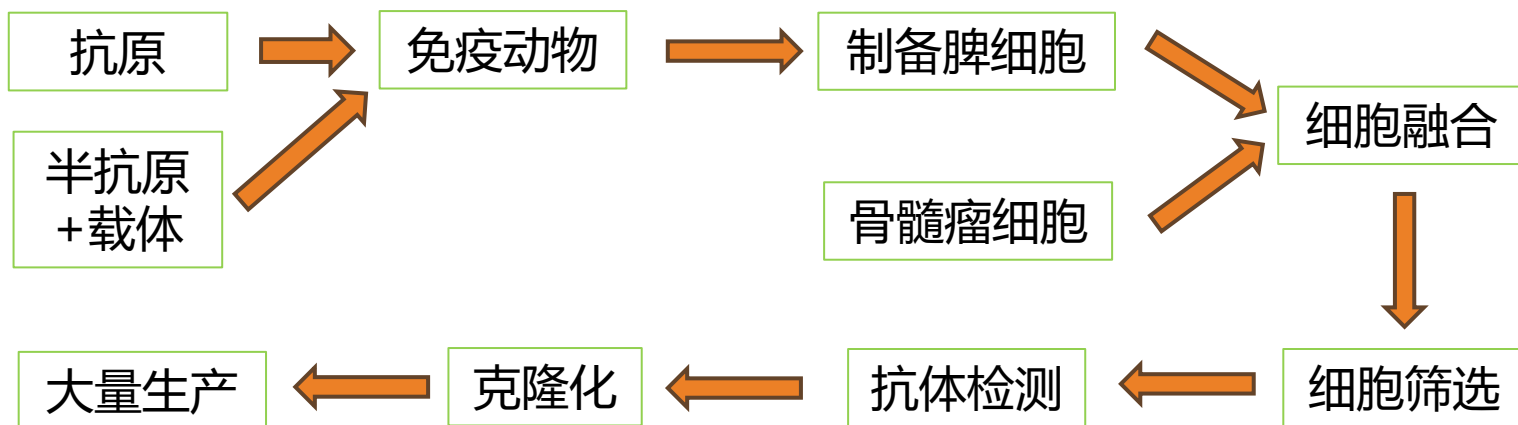 抗原
免疫动物
制备脾细胞
半抗原
+载体
骨髓瘤细胞
细胞融合
大量生产
克隆化
抗体检测
细胞筛选